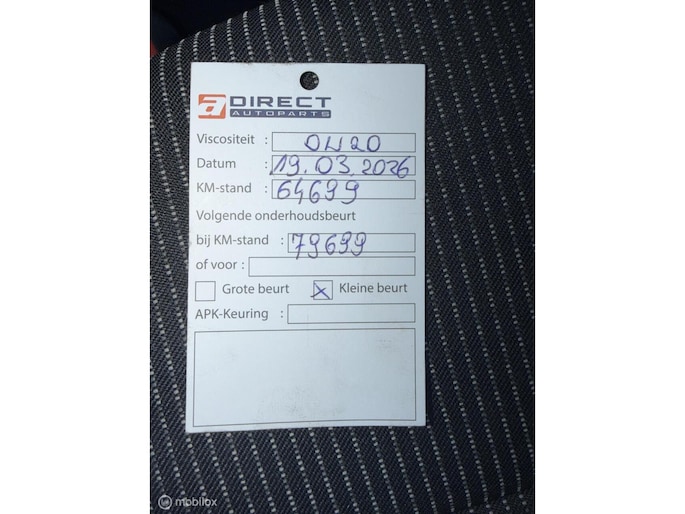 a DIRECT
AUTOPARTS
Viscositeit : 0W20
Datum : 19.03.2026
KM-stand : 64699
Volgende onderhoudsbeurt
bij KM-stand : 79699
of voor :
Grote beurt X Kleine beurt
APK-Keuring :
mobilox